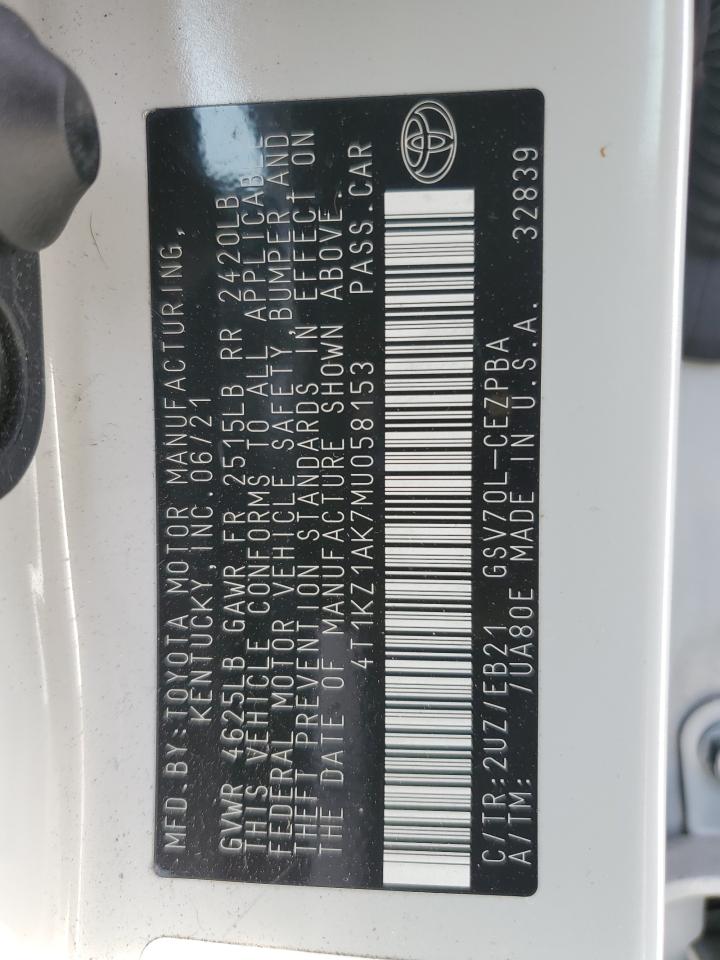 MFD.BY:TOYOTA MOTOR MANUFACTURING,
KENTUCKY,INC.06/21
GVWR 4625LB GAWR FR 2515LB RR 2420LB
THIS VEHICLE CONFORMS TO ALL APPLICABLE
FEDERAL MOTOR VEHICLE SAFETY,BUMPER AND
THEFT PREVENTION STANDARDS IN EFFECT ON
THE DATE OF MANUFACTURE SHOWN ABOVE.
4T1KZ1AK7MU058153 PASS.CAR
C/TR:2UZ/EB21 GSV70L-CEZPBA
A/TM: /UA80E MADE IN U.S.A. 32839